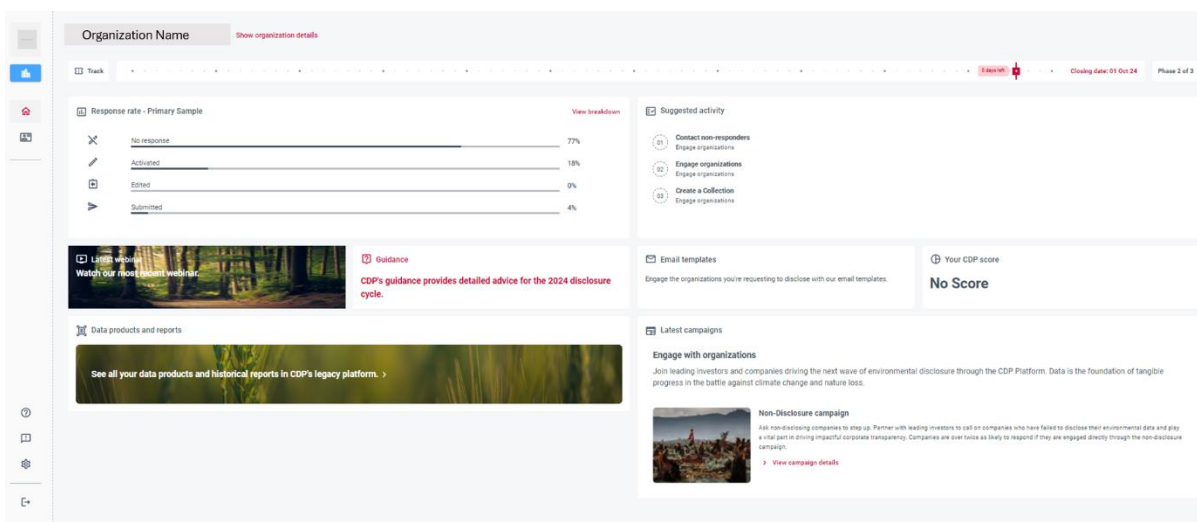 Organization Name
Show organization details
Track
Closing date: 01 Oct 24
Phase 2 of 3
Response rate - Primary Sample
View breakdown
No response
77%
Activated
18%
Edited
0%
Submitted
4%
Suggested activity
01
Contact non-responders
Engage organizations
02
Engage organizations
Engage organizations
03
Create a Collection
Engage organizations
Latest webinar
Watch our most recent webinar.
Guidance
CDP's guidance provides detailed advice for the 2024 disclosure
cycle.
Email templates
Engage the organizations you're requesting to disclose with our email templates.
Your CDP score
No Score
Data products and reports
See all your data products and historical reports in CDP's legacy platform. >
Latest campaigns
Engage with organizations
Join leading investors and companies driving the next wave of environmental disclosure through the CDP Platform. Data is the foundation of tangible
progress in the battle against climate change and nature loss.
Non-Disclosure campaign
Ask non-disclosing companies to step up. Partner with leading investors to call on companies who have failed to disclose their environmental data and play
a vital part in driving impactful corporate transparency. Companies are over twice as likely to respond if they are engaged directly through the non-disclosure
campaign.
> View campaign details